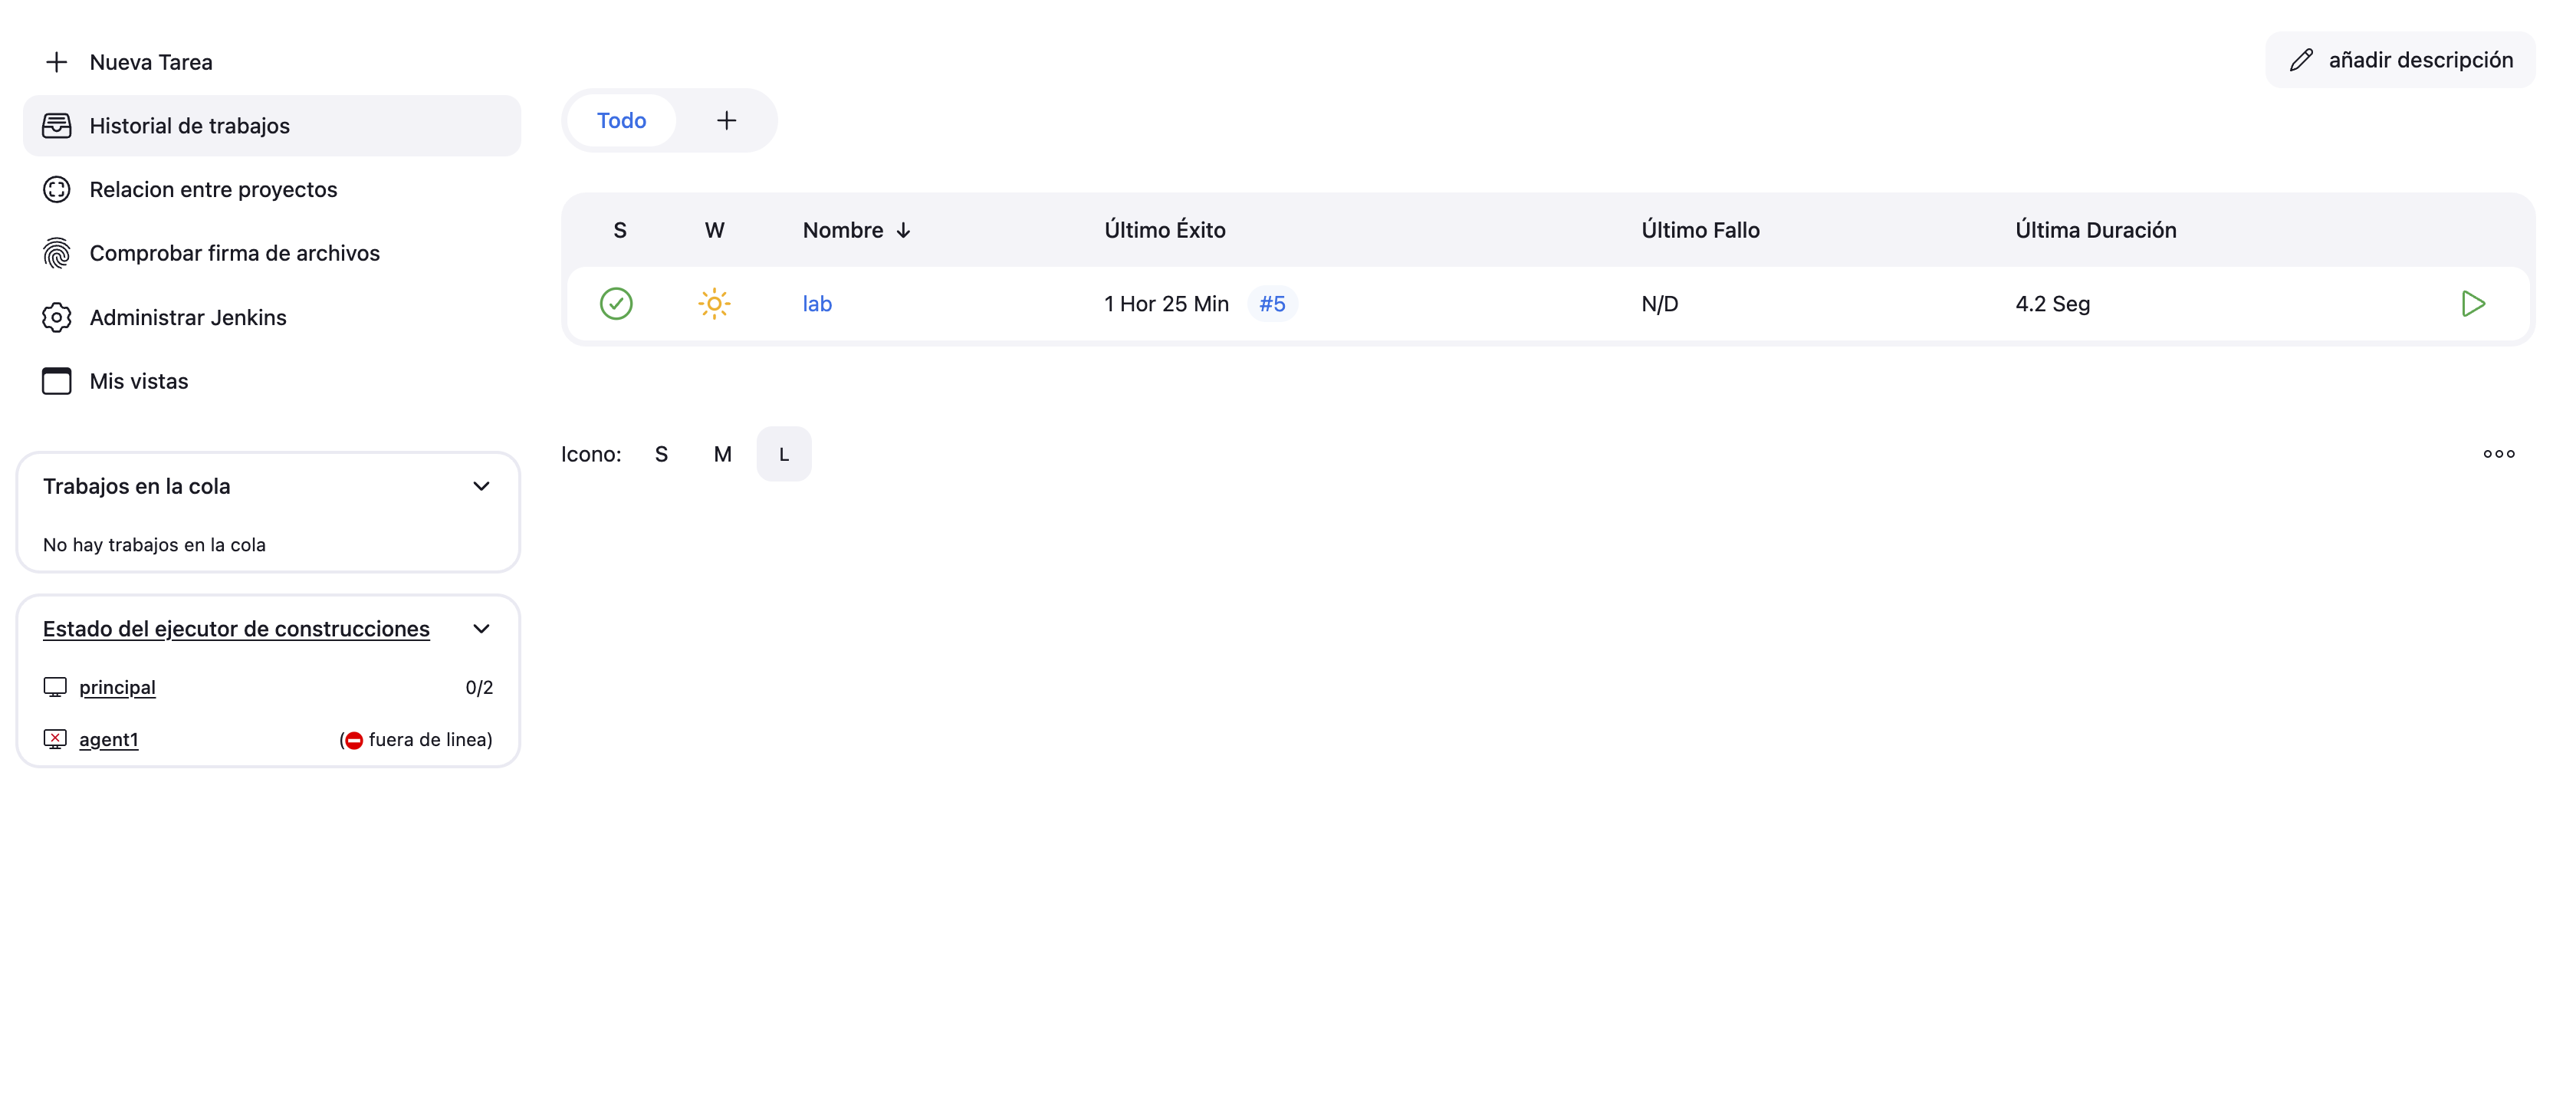 Nueva Tarea
Historial de trabajos
Relacion entre proyectos
Comprobar firma de archivos
Administrar Jenkins
Mis vistas
Trabajos en la cola
No hay trabajos en la cola
Estado del ejecutor de construcciones
principal 0/2
agent1 (fuera de linea)
añadir descripción
Todo +
S W Nombre ↓ Último Éxito Último Fallo Última Duración
lab 1 Hor 25 Min #5 N/D 4.2 Seg
Icono: S M L